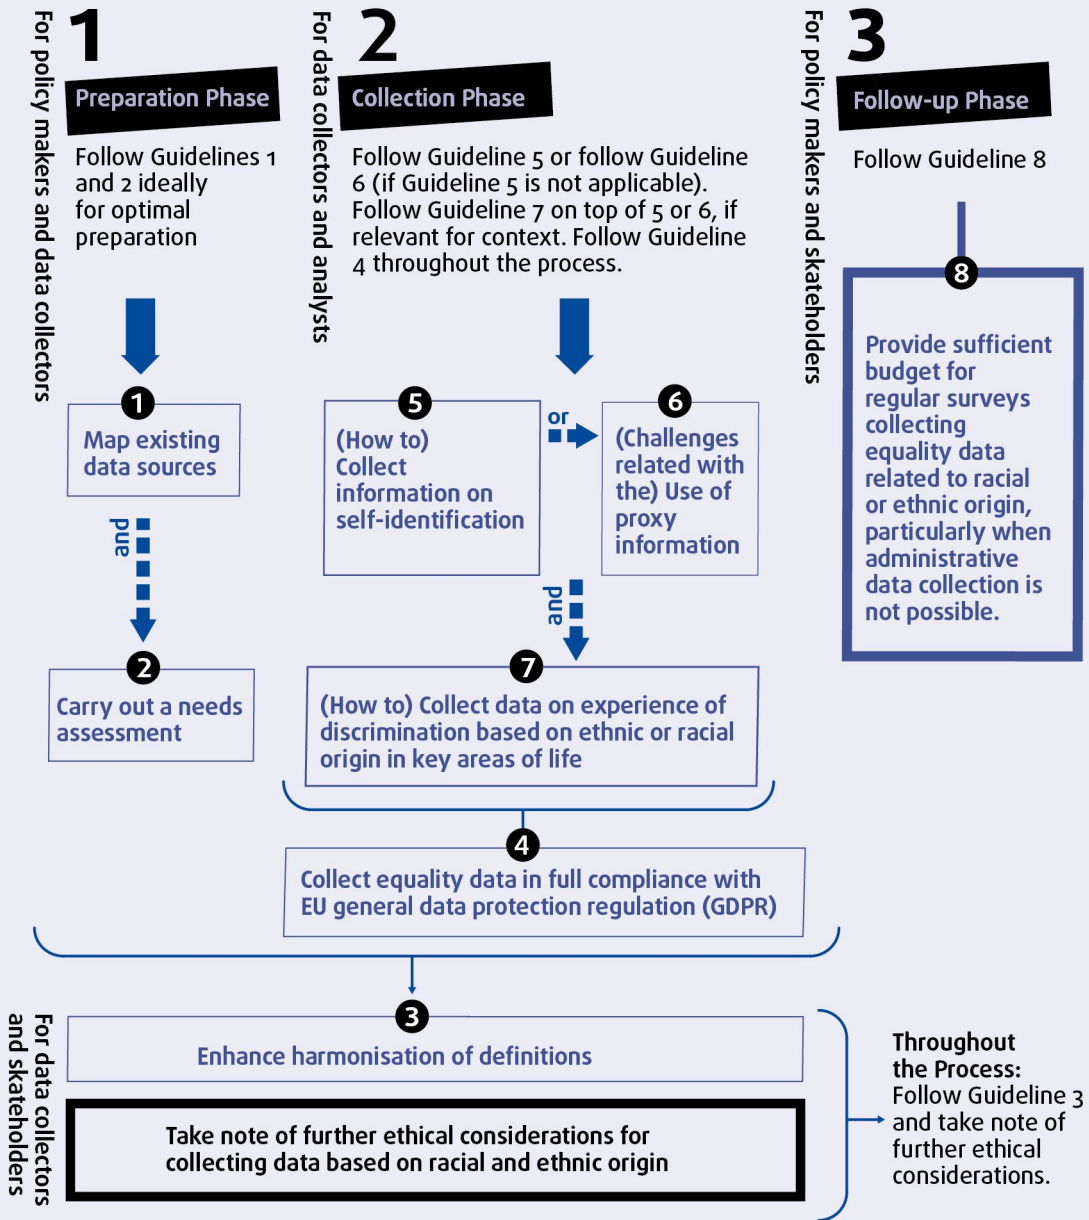 1
For policy makers and data collectors
Preparation Phase
Follow Guidelines 1
and 2 ideally
for optimal
preparation
1
Map existing
data sources
and
2
Carry out a needs
assessment
2
For data collectors and analysts
Collection Phase
Follow Guideline 5 or follow Guideline
6 (if Guideline 5 is not applicable).
Follow Guideline 7 on top of 5 or 6, if
relevant for context. Follow Guideline
4 throughout the process.
5
(How to)
Collect
information on
self-identification
or
6
(Challenges
related with
the) Use of
proxy
information
and
7
(How to) Collect data on experience of
discrimination based on ethnic or racial
origin in key areas of life
4
Collect equality data in full compliance with
EU general data protection regulation (GDPR)
3
For policy makers and skateholders
Follow-up Phase
Follow Guideline 8
8
Provide sufficient
budget for
regular surveys
collecting
equality data
related to racial
or ethnic origin,
particularly when
administrative
data collection is
not possible.
For data collectors
and skateholders
3
Enhance harmonisation of definitions
Take note of further ethical considerations for
collecting data based on racial and ethnic origin
Throughout
the Process:
Follow Guideline 3
and take note of
further ethical
considerations.